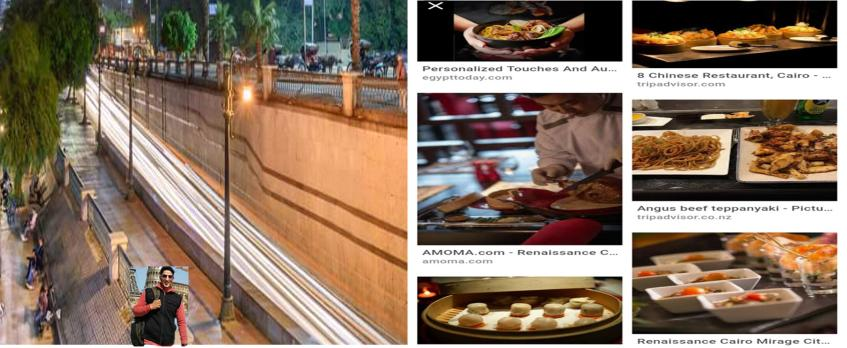 Personalized Touches And Au...
egypttoday.com
8 Chinese Restaurant, Cairo - ...
tripadvisor.com
Angus beef teppanyaki - Pictu...
tripadvisor.co.nz
AMOMA.com - Renaissance C...
amoma.com
Renaissance Cairo Mirage Cit...